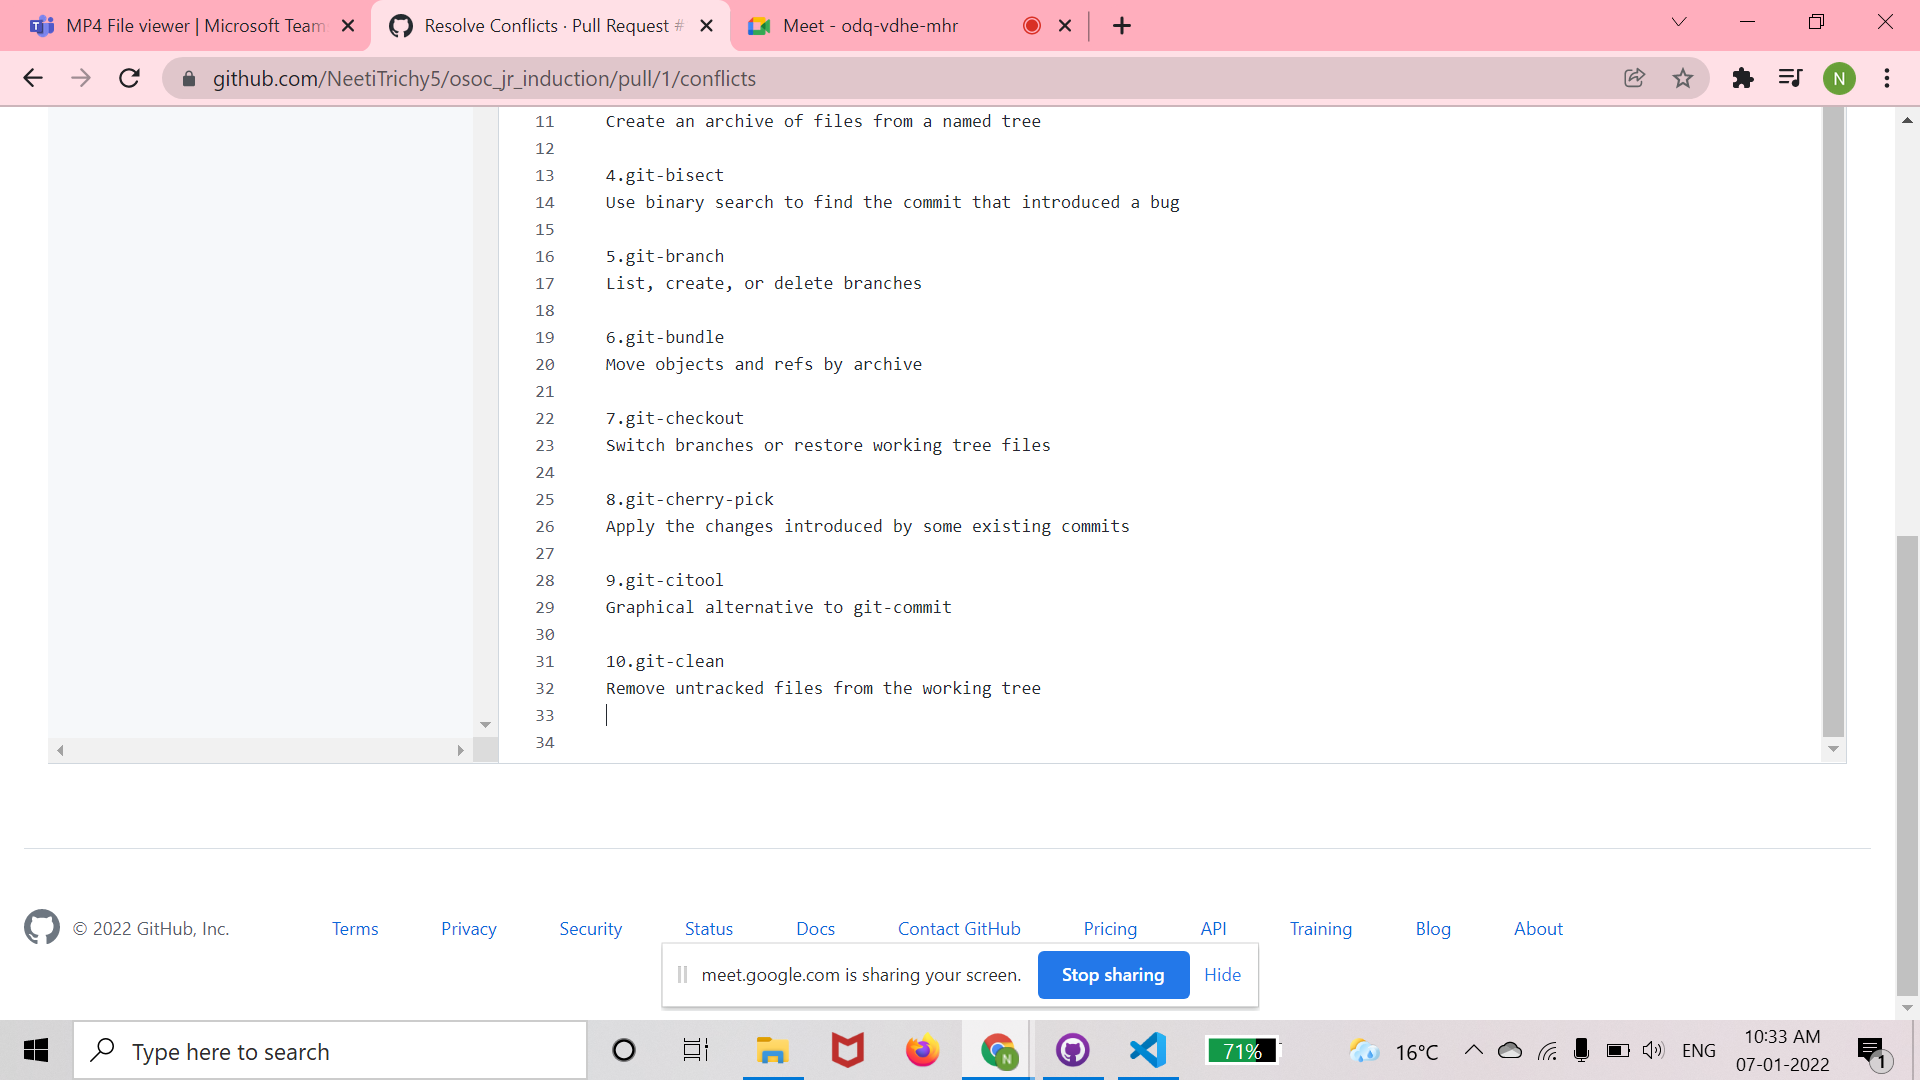 MP4 File viewer | Microsoft Team
Resolve Conflicts · Pull Request #
Meet - odq-vdhe-mhr
github.com/NeetiTrichy5/osoc_jr_induction/pull/1/conflicts
N
11 Create an archive of files from a named tree
12
13 4.git-bisect
14 Use binary search to find the commit that introduced a bug
15
16 5.git-branch
17 List, create, or delete branches
18
19 6.git-bundle
20 Move objects and refs by archive
21
22 7.git-checkout
23 Switch branches or restore working tree files
24
25 8.git-cherry-pick
26 Apply the changes introduced by some existing commits
27
28 9.git-citool
29 Graphical alternative to git-commit
30
31 10.git-clean
32 Remove untracked files from the working tree
33
34
© 2022 GitHub, Inc. Terms Privacy Security Status Docs Contact GitHub Pricing API Training Blog About
meet.google.com is sharing your screen. Stop sharing Hide
Type here to search
N
71%
16°C
ENG
10:33 AM
07-01-2022
1